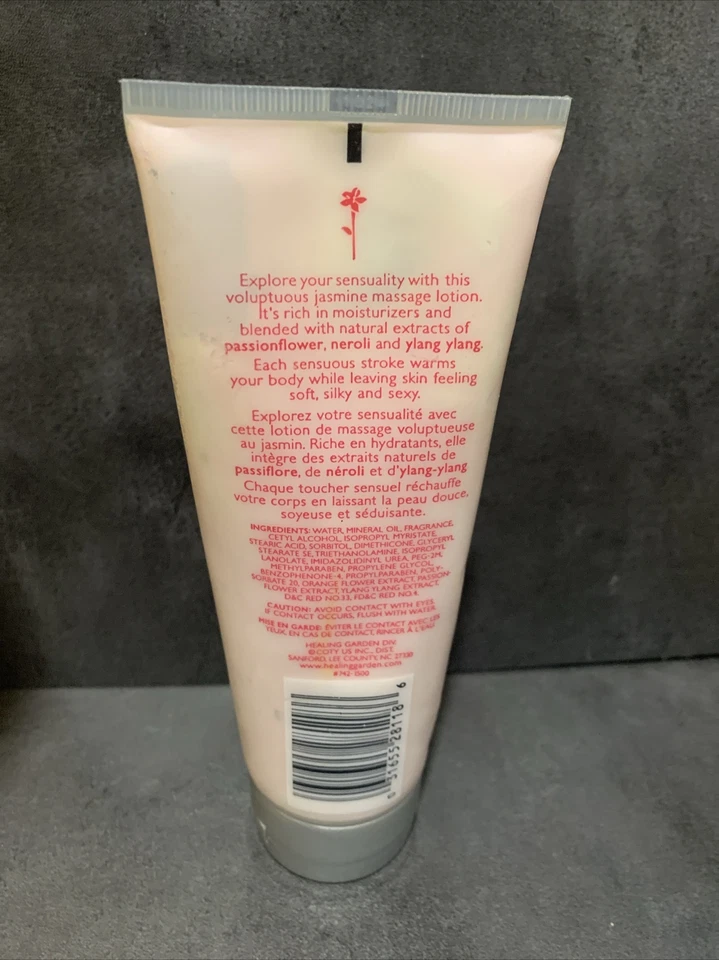 Explore your sensuality with this
voluptuous jasmine massage lotion.
It's rich in moisturizers and
blended with natural extracts of
passionflower, neroli and ylang ylang.
Each sensuous stroke warms
your body while leaving skin feeling
soft, silky and sexy.
Explorez votre sensualité avec
cette lotion de massage voluptueuse
au jasmin. Riche en hydratants, elle
intègre des extraits naturels de
passiflore, de néroli et d'ylang-ylang
Chaque toucher sensuel réchauffe
votre corps en laissant la peau douce,
soyeuse et séduisante.
INGREDIENTS: WATER, MINERAL OIL, FRAGRANCE,
CETYL ALCOHOL, ISOPROPYL MYRISTATE,
STEARIC ACID, SORBITOL, DIMETHICONE, GLYCERYL
STEARATE SE, TRIETHANOLAMINE, ISOPROPYL
LANOLATE, IMIDAZOLIDINYL UREA, PEG-2M,
METHYLPARABEN, PROPYLENE GLYCOL,
BENZOPHENONE-4, PROPYLPARABEN, POLY-
SORBATE 20, ORANGE FLOWER EXTRACT, PASSION-
FLOWER EXTRACT, YLANG YLANG EXTRACT,
D&C RED NO.33, FD&C RED NO.4.
CAUTION: AVOID CONTACT WITH EYES.
IF CONTACT OCCURS, FLUSH WITH WATER.
MISE EN GARDE: ÉVITER LE CONTACT AVEC LES
YEUX. EN CAS DE CONTACT, RINCER À L'EAU
HEALING GARDEN DIV.
© COTY US INC., DIST.
SANFORD, LEE COUNTY, NC 27330
www.healinggarden.com
#742-1500
31655 28118 6